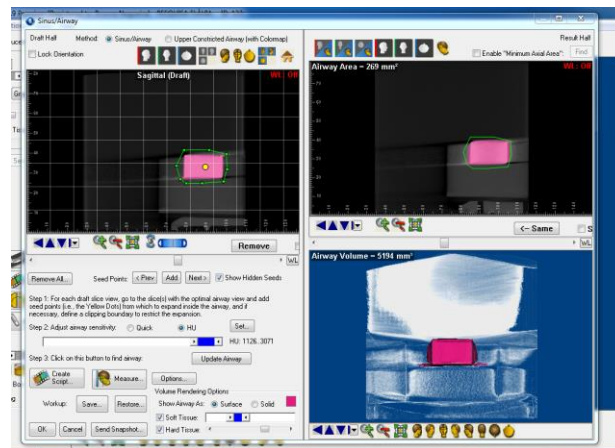 Sinus/Airway
Draft Hall Method: Sinus/Airway Upper Constricted Airway (with Colormap)
Lock Orientation
Sagittal (Draft)
WL: Off
Remove
WL
Remove All... Seed Points: < Prev Add Next > Show Hidden Seeds
Step 1: For each draft slice view, go to the slice(s) with the optimal airway view and add
seed points (i.e., the Yellow Dots) from which to expand inside the airway, and if
necessary, define a clipping boundary to restrict the expansion.
Step 2: Adjust airway sensitivity: Quick HU Set...
HU: 1126..3071
Step 3: Click on this button to find airway: Update Airway
Create Script... Measure... Options...
Volume Rendering Options
Workup: Save... Restore... Show Airway As: Surface Solid
Soft Tissue:
OK Cancel Send Snapshot... Hard Tissue:
Result Hall
Enable "Minimum Axial Area": Find
Airway Area = 269 mm²
WL: Off
<- Same S
WL
Airway Volume = 5194 mm³